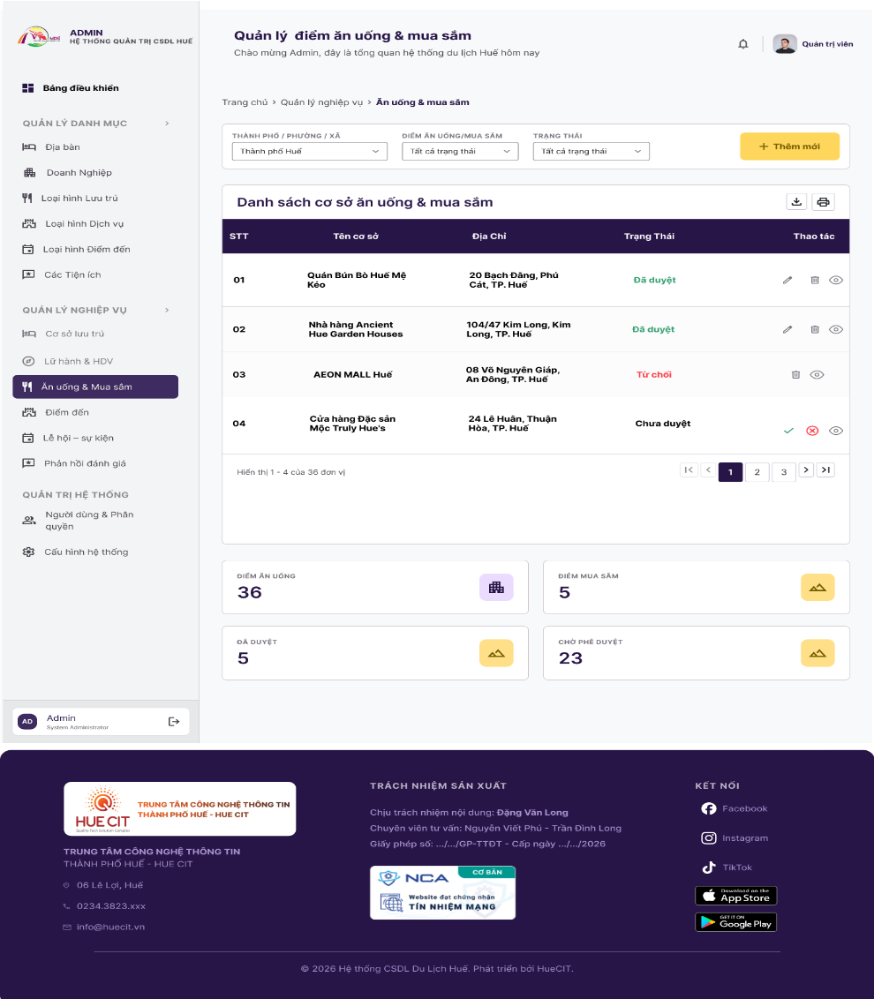 ADMIN
HỆ THỐNG QUẢN TRỊ CSDL HUẾ
Bảng điều khiển
QUẢN LÝ DANH MỤC
Địa bàn
Doanh Nghiệp
Loại hình Lưu trú
Loại hình Dịch vụ
Loại hình Điểm đến
Các Tiện ích
QUẢN LÝ NGHIỆP VỤ
Cơ sở lưu trú
Lữ hành & HDV
Ăn uống & Mua sắm
Điểm đến
Lễ hội – sự kiện
Phản hồi đánh giá
QUẢN TRỊ HỆ THỐNG
Người dùng & Phân
quyền
Cấu hình hệ thống
AD
Admin
System Administrator
Quản lý điểm ăn uống & mua sắm
Chào mừng Admin, đây là tổng quan hệ thống du lịch Huế hôm nay
Quản trị viên
Trang chủ > Quản lý nghiệp vụ > Ăn uống & mua sắm
THÀNH PHỐ / PHƯỜNG / XÃ
ĐIỂM ĂN UỐNG/MUA SẮM
TRẠNG THÁI
Thành phố Huế
Tất cả trạng thái
Tất cả trạng thái
+ Thêm mới
Danh sách cơ sở ăn uống & mua sắm
STT Tên cơ sở Địa Chỉ Trạng Thái Thao tác
01 Quán Bún Bò Huế Mệ
Kéo
20 Bạch Đằng, Phú
Cát, TP. Huế
Đã duyệt
02 Nhà hàng Ancient
Hue Garden Houses
104/47 Kim Long, Kim
Long, TP. Huế
Đã duyệt
03 AEON MALL Huế
08 Võ Nguyên Giáp,
An Đông, TP. Huế
Từ chối
04 Cửa hàng Đặc sản
Mộc Truly Hue's
24 Lê Huân, Thuận
Hòa, TP. Huế
Chưa duyệt
Hiển thị 1 - 4 của 36 đơn vị
1 2 3
ĐIỂM ĂN UỐNG
36
ĐIỂM MUA SẮM
5
ĐÃ DUYỆT
5
CHỜ PHÊ DUYỆT
23
HUE CIT
Quality Tech Solution Complex
TRUNG TÂM CÔNG NGHỆ THÔNG TIN
THÀNH PHỐ HUẾ - HUE CIT
TRUNG TÂM CÔNG NGHỆ THÔNG TIN
THÀNH PHỐ HUẾ - HUE CIT
06 Lê Lợi, Huế
0234.3823.xxx
info@huecit.vn
TRÁCH NHIỆM SẢN XUẤT
Chịu trách nhiệm nội dung: Đặng Văn Long
Chuyên viên tư vấn: Nguyễn Viết Phú - Trần Đình Long
Giấy phép số: .../.../GP-TTĐT - Cấp ngày .../.../2026
NCA
CƠ BẢN
Website đạt chứng nhận
TÍN NHIỆM MẠNG
KẾT NỐI
Facebook
Instagram
TikTok
Download on the
App Store
GET IT ON
Google Play
© 2026 Hệ thống CSDL Du Lịch Huế. Phát triển bởi HueCIT.